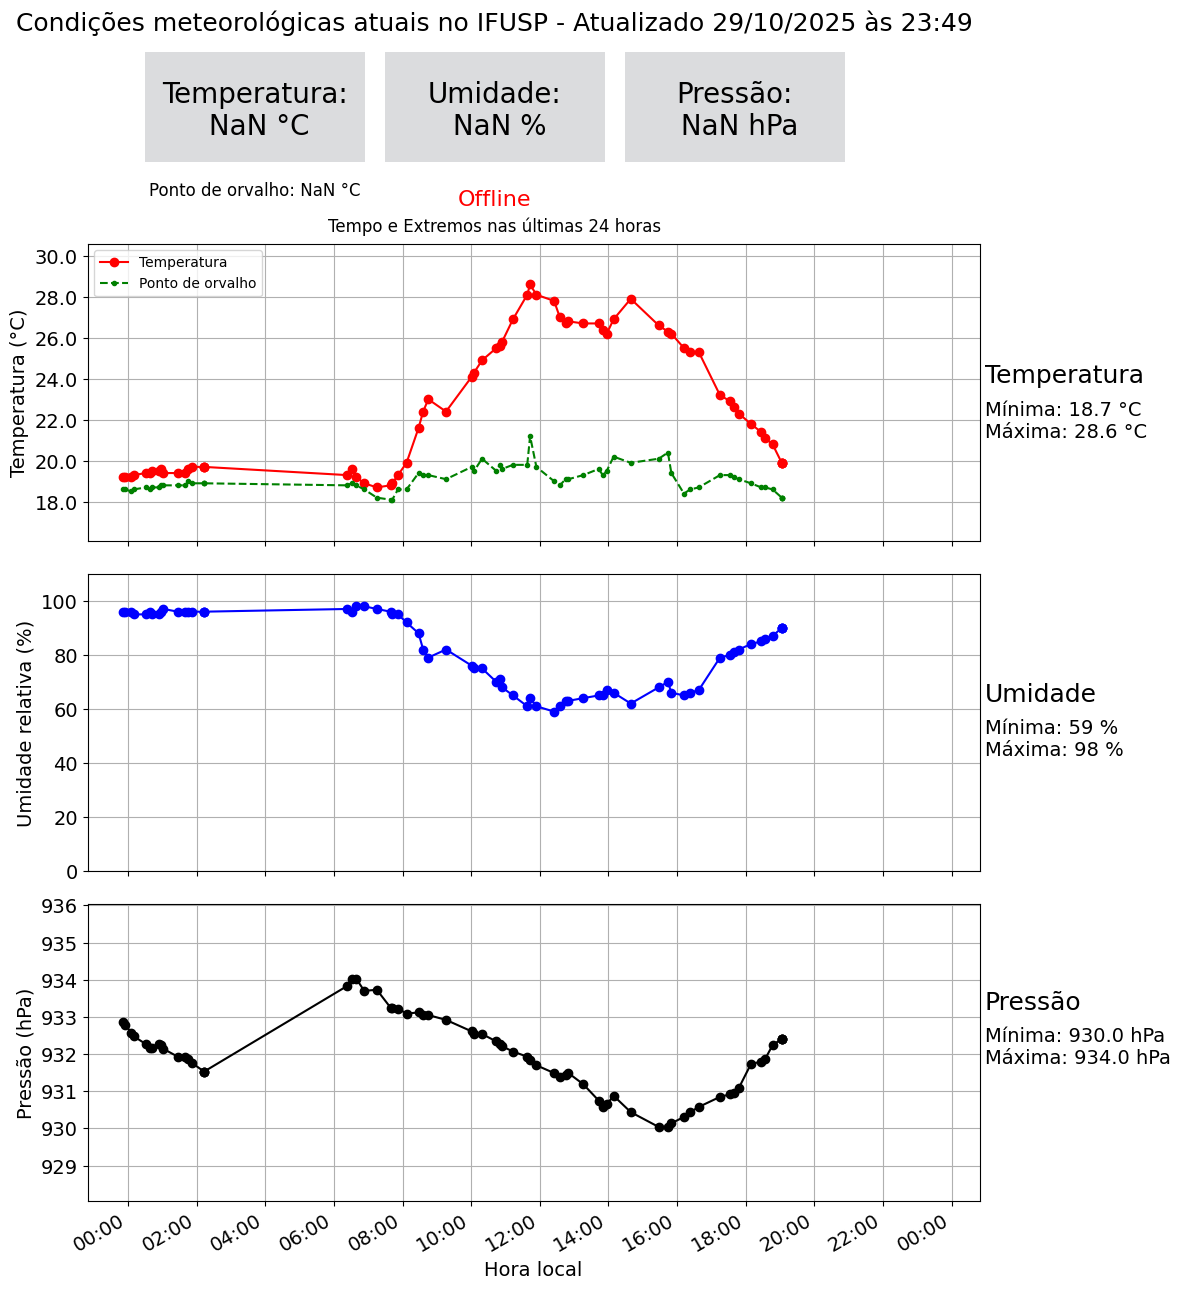 Condições meteorológicas atuais no IFUSP - Atualizado 29/10/2025 às 23:49
Temperatura:
NaN °C
Umidade:
NaN %
Pressão:
NaN hPa
Ponto de orvalho: NaN °C
Offline
Tempo e Extremos nas últimas 24 horas
Temperatura (°C)
30.0
28.0
26.0
24.0
22.0
20.0
18.0
Temperatura
Ponto de orvalho
Temperatura
Mínima: 18.7 °C
Máxima: 28.6 °C
Umidade relativa (%)
100
80
60
40
20
0
Umidade
Mínima: 59 %
Máxima: 98 %
Pressão (hPa)
936
935
934
933
932
931
930
929
Pressão
Mínima: 930.0 hPa
Máxima: 934.0 hPa
00:00 02:00 04:00 06:00 08:00 10:00 12:00 14:00 16:00 18:00 20:00 22:00 00:00
Hora local